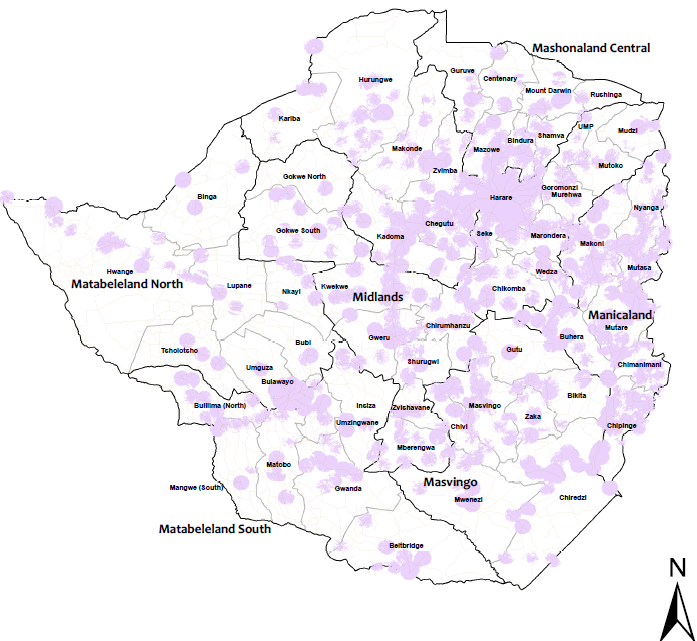 Mashonaland Central
Guruve
Centenary
Hurungwe
Mount Darwin
Rushinga
Kariba
UMP
Mudzi
Shamva
Bindura
Makonde
Mazowe
Mutoko
Zvimba
Gokwe North
Goromonzi
Murehwa
Binga
Harare
Nyanga
Chegutu
Gokwe South
Kadoma
Seke
Marondera
Makoni
Hwange
Wedza
Mutasa
Matabeleland North
Lupane
Nkayi
Kwekwe
Chikomba
Midlands
Manicaland
Chirumhanzu
Mutare
Gweru
Buhera
Bubi
Tsholotsho
Gutu
Shurugwi
Chimanimani
Umguza
Bulawayo
Bikita
Bulilima (North)
Insiza
Zvishavane
Masvingo
Zaka
Umzingwane
Chivi
Chipinge
Mberengwa
Matobo
Masvingo
Mangwe (South)
Gwanda
Mwenezi
Chiredzi
Matabeleland South
Beitbridge
N